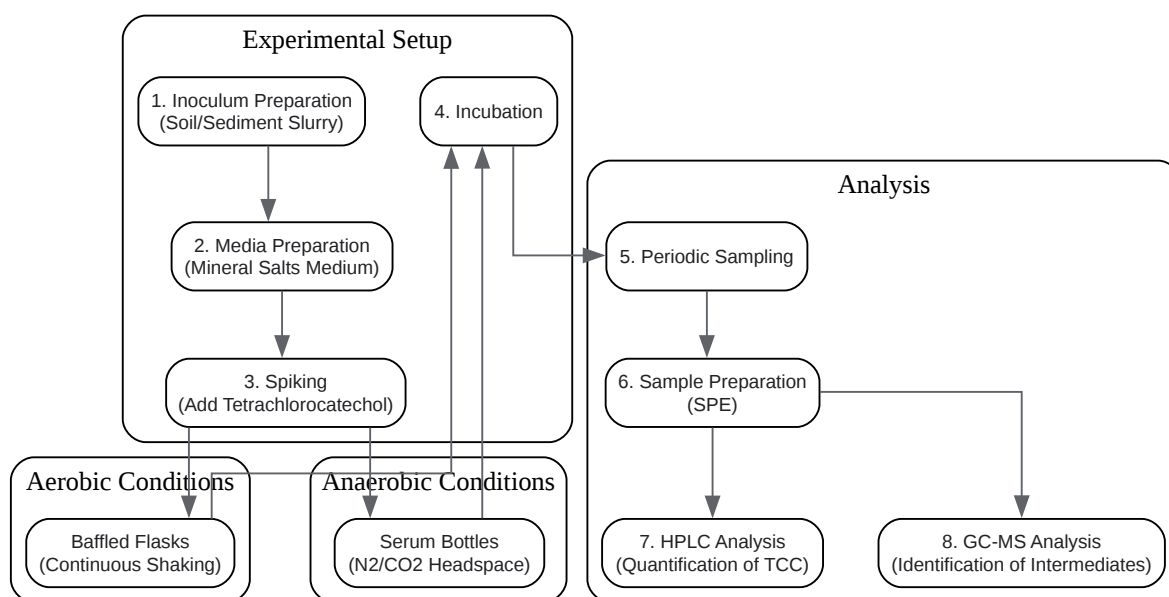 Experimental Setup
1. Inoculum Preparation
(Soil/Sediment Slurry)
4. Incubation
2. Media Preparation
(Mineral Salts Medium)
3. Spiking
(Add Tetrachlorocatechol)
Aerobic Conditions
Baffled Flasks
(Continuous Shaking)
Anaerobic Conditions
Serum Bottles
(N2/CO2 Headspace)
Analysis
5. Periodic Sampling
6. Sample Preparation
(SPE)
7. HPLC Analysis
(Quantification of TCC)
8. GC-MS Analysis
(Identification of Intermediates)